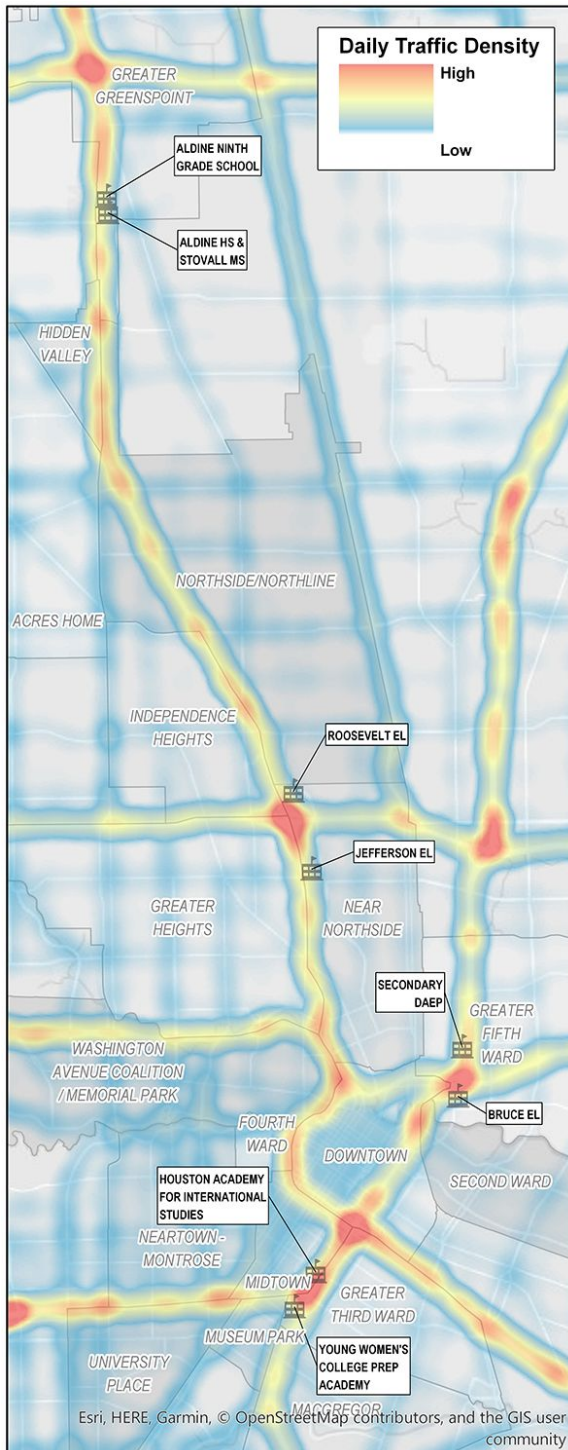 Daily Traffic Density
High
Low
GREATER
GREENSPOINT
ALDINE NINTH
GRADE SCHOOL
ALDINE HS &
STOVALL MS
HIDDEN
VALLEY
NORTHSIDE/NORTHLINE
ACRES HOME
INDEPENDENCE
HEIGHTS
ROOSEVELT EL
JEFFERSON EL
GREATER
HEIGHTS
NEAR
NORTHSIDE
SECONDARY
DAEP
GREATER
FIFTH
WARD
WASHINGTON
AVENUE COALITION
/ MEMORIAL PARK
BRUCE EL
FOURTH
WARD
DOWNTOWN
SECOND WARD
HOUSTON ACADEMY
FOR INTERNATIONAL
STUDIES
NEARTOWN -
MONTROSE
MIDTOWN
GREATER
THIRD WARD
MUSEUM PARK
YOUNG WOMEN'S
COLLEGE PREP
ACADEMY
UNIVERSITY
PLACE
MACGREGOR
Esri, HERE, Garmin, © OpenStreetMap contributors, and the GIS user
community